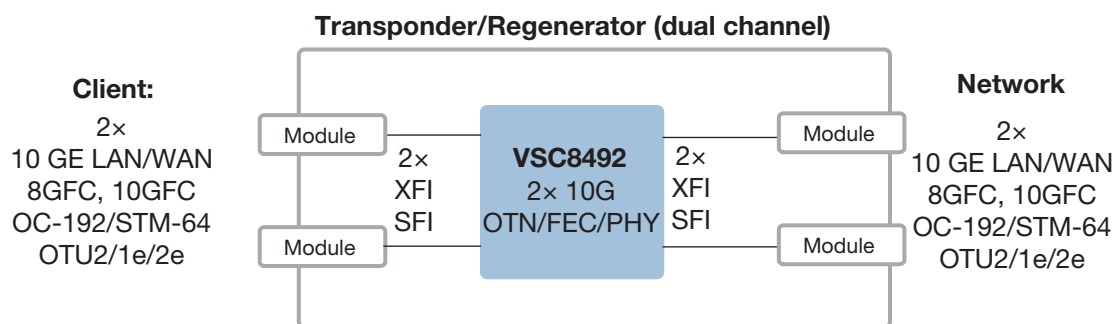 Transponder/Regenerator (dual channel)
Client:
2×
10 GE LAN/WAN
8GFC, 10GFC
OC-192/STM-64
OTU2/1e/2e
Module
Module
2×
XFI
SFI
VSC8492
2× 10G
OTN/FEC/PHY
2×
XFI
SFI
Module
Module
Network
2×
10 GE LAN/WAN
8GFC, 10GFC
OC-192/STM-64
OTU2/1e/2e